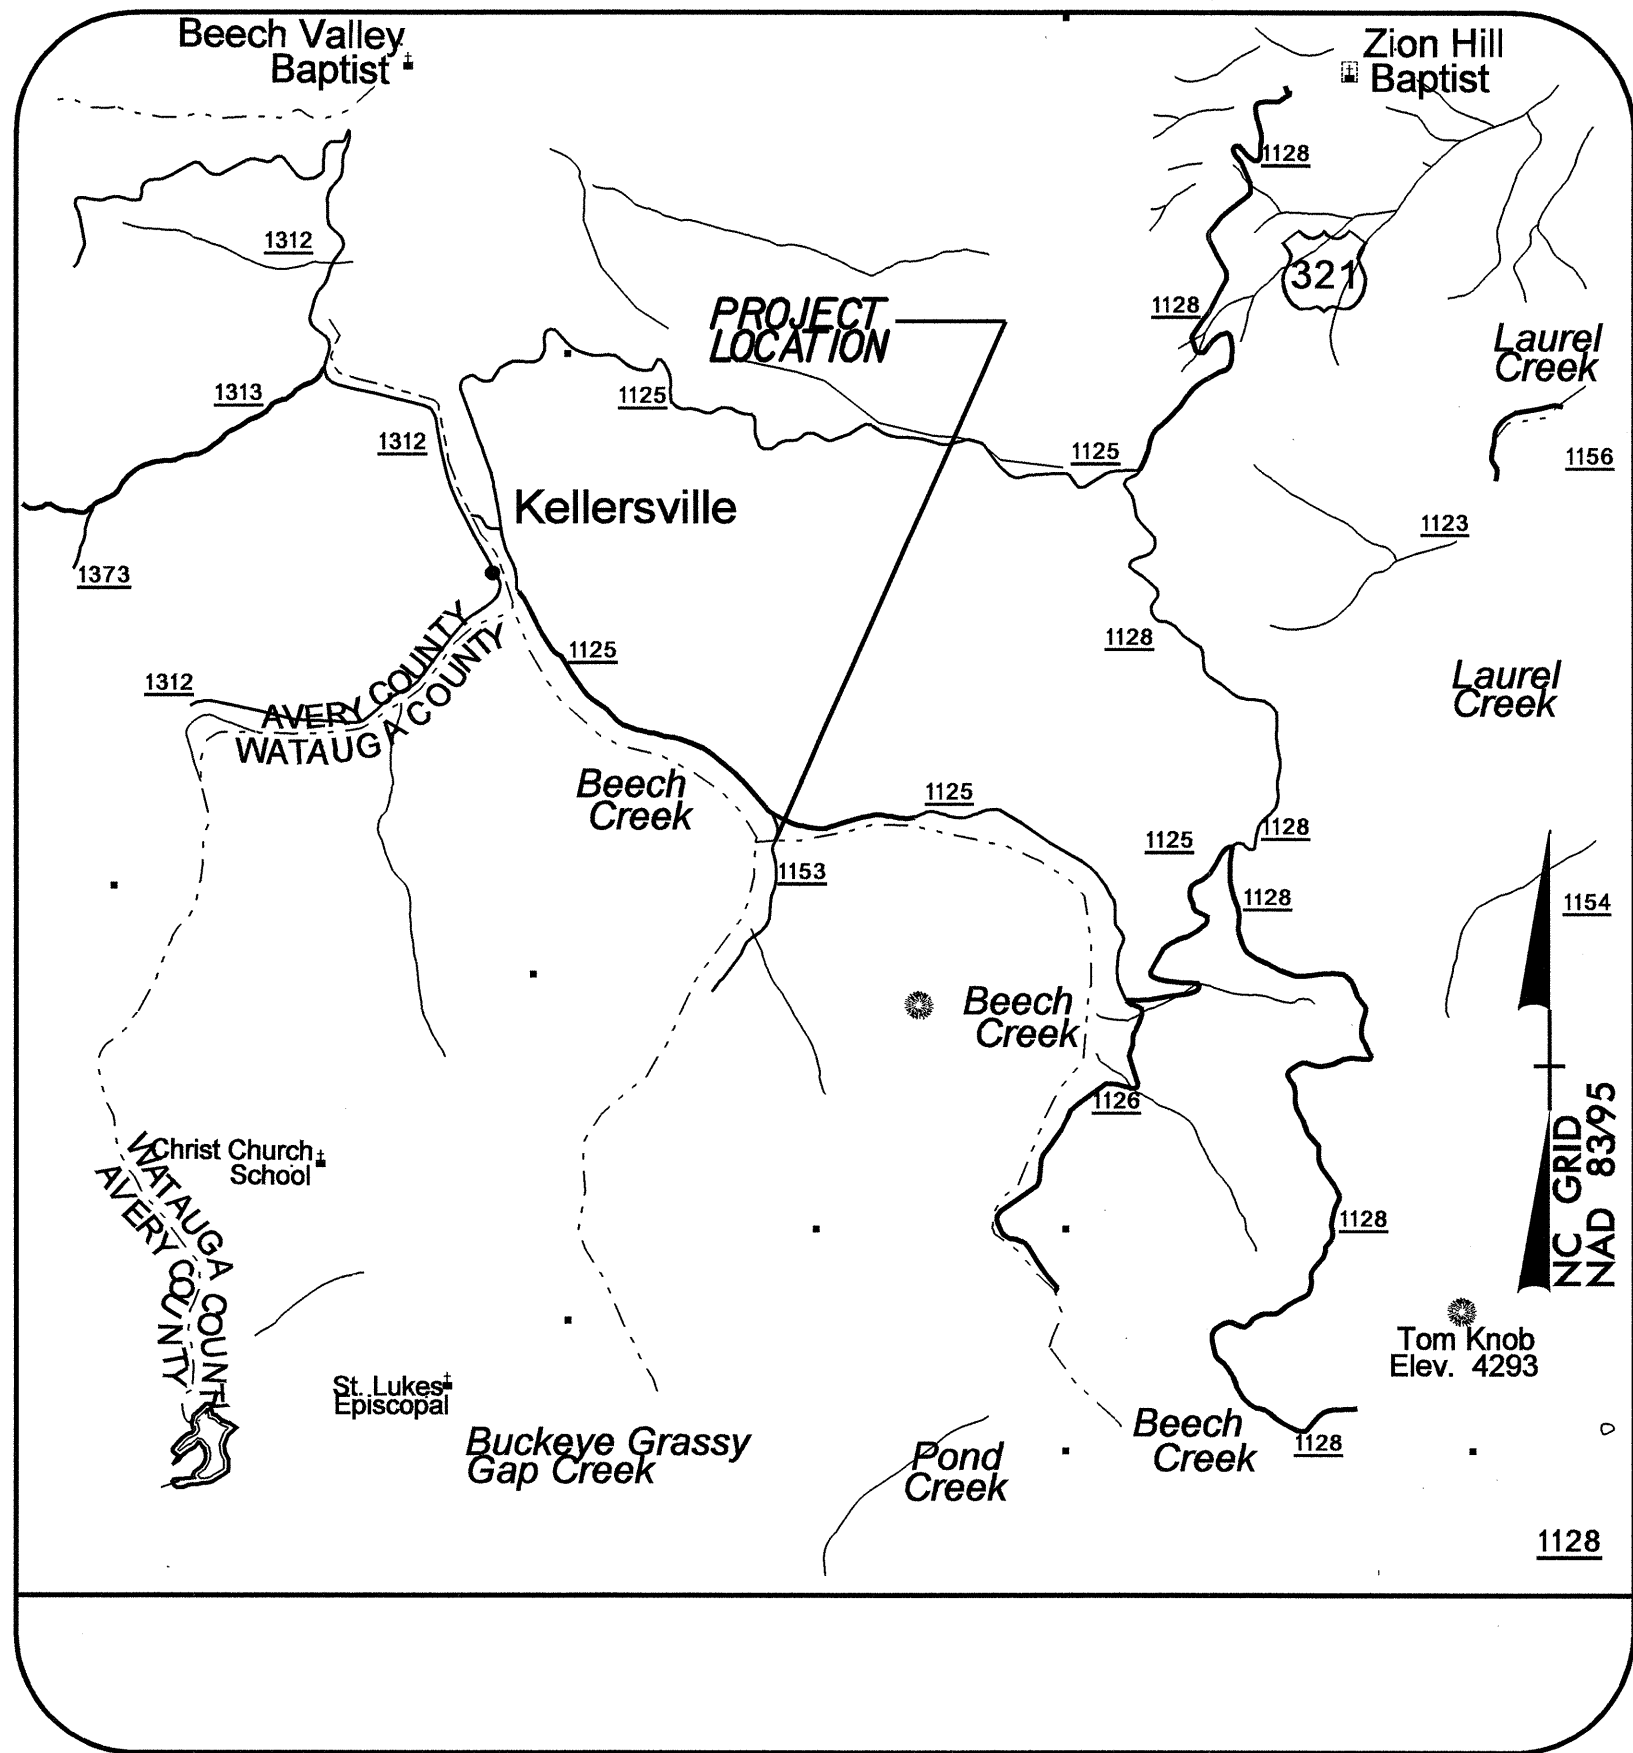 Beech Valley
Baptist
Zion Hill
Baptist
1128
1312
321
1128
PROJECT
LOCATION
Laurel
Creek
1313
1125
1312
1125
1156
Kellersville
1123
1373
AVERY COUNTY
WATAUGA COUNTY
1128
1125
1312
Laurel
Creek
Beech
Creek
1125
1125
1128
1153
1128
1154
Beech
Creek
1126
NC GRID
NAD 83/95
Christ Church
School
WATAUGA COUNTY
AVERY COUNTY
1128
Tom Knob
Elev. 4293
St. Lukes
Episcopal
Buckeye Grassy
Gap Creek
Pond
Creek
Beech
Creek
1128
1128